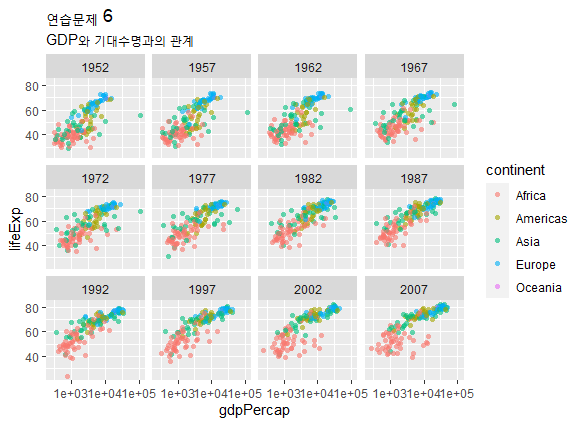 연습문제 6
GDP와 기대수명과의 관계
1952 1957 1962 1967
80
60
40
1972 1977 1982 1987
80
60
40
1992 1997 2002 2007
80
60
40
lifeExp
1e+031e+041e+05 1e+031e+041e+05 1e+031e+041e+05 1e+031e+041e+05
gdpPercap
continent
Africa
Americas
Asia
Europe
Oceania